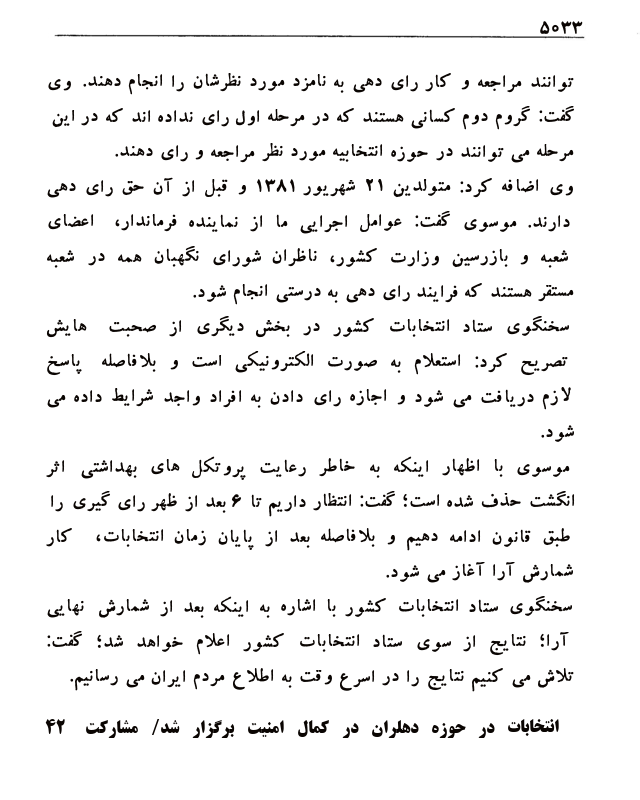 ۵۰۳۳
توانند مراجعه و کار رای دهی به نامزد مورد نظرشان را انجام دهند. وی
گفت: گروم دوم کسانی هستند که در مرحله اول رای نداده اند که در این
مرحله می توانند در حوزه انتخابیه مورد نظر مراجعه و رای دهند.
وی اضافه کرد: متولدین ۲۱ شهریور ۱۳۸۱ و قبل از آن حق رای دهی
دارند. موسوی گفت: عوامل اجرایی ما از نماینده فرماندار، اعضای
شعبه و بازرسین وزارت کشور، ناظران شورای نگهبان همه در شعبه
مستقر هستند که فرایند رای دهی به درستی انجام شود.
سخنگوی ستاد انتخابات کشور در بخش دیگری از صحبت هایش
تصریح کرد: استعلام به صورت الکترونیکی است و بلافاصله پاسخ
لازم دریافت می شود و اجازه رای دادن به افراد واجد شرایط داده می
شود.
موسوی با اظهار اینکه به خاطر رعایت پروتکل های بهداشتی اثر
انگشت حذف شده است؛ گفت: انتظار داریم تا ۶ بعد از ظهر رای گیری را
طبق قانون ادامه دهیم و بلافاصله بعد از پایان زمان انتخابات، کار
شمارش آرا آغاز می شود.
سخنگوی ستاد انتخابات کشور با اشاره به اینکه بعد از شمارش نهایی
آرا؛ نتایج از سوی ستاد انتخابات کشور اعلام خواهد شد؛ گفت:
تلاش می کنیم نتایج را در اسرع وقت به اطلاع مردم ایران می رسانیم.
انتخابات در حوزه دهلران در کمال امنیت برگزار شد/ مشارکت ۴۲